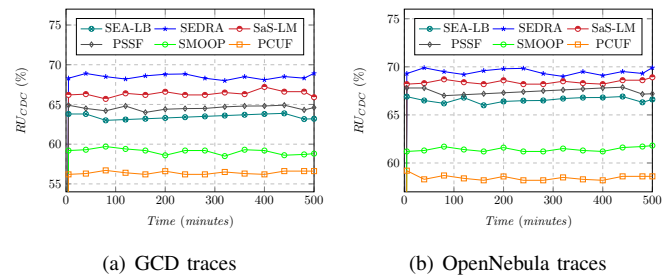 SEA-LB SEDRA SaS-LM
PSSF SMOOP PCUF
75
70
65
60
55
RU_CDC (%)
0 100 200 300 400 500
Time (minutes)
(a) GCD traces
SEA-LB SEDRA SaS-LM
PSSF SMOOP PCUF
75
70
65
60
RU_CDC (%)
0 100 200 300 400 500
Time (minutes)
(b) OpenNebula traces